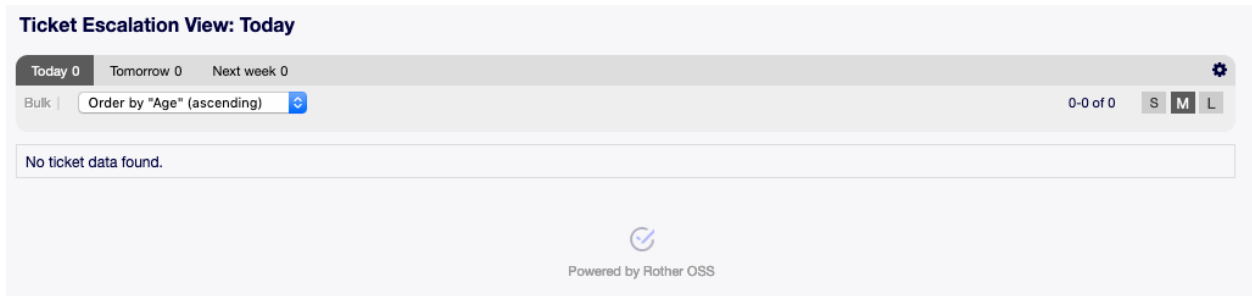 Ticket Escalation View: Today
Today 0 Tomorrow 0 Next week 0
Bulk | Order by "Age" (ascending) 0-0 of 0 S M L
No ticket data found.
Powered by Rother OSS